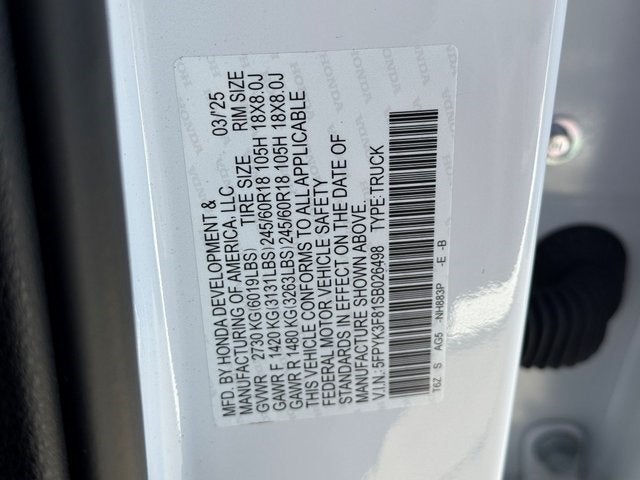 MFD. BY HONDA DEVELOPMENT & 03/'25
MANUFACTURING OF AMERICA, LLC
TIRE SIZE RIM SIZE
GVWR 2730 KG(6019LBS)
GAWR F 1420 KG(3131LBS)245/60R18 105H 18X8.0J
GAWR R 1480 KG(3263LBS)245/60R18 105H 18X8.0J
THIS VEHICLE CONFORMS TO ALL APPLICABLE
FEDERAL MOTOR VEHICLE SAFETY
STANDARDS IN EFFECT ON THE DATE OF
MANUFACTURE SHOWN ABOVE.
V.I.N.: 5FPYK3F81SB026498 TYPE:TRUCK
T6Z S AG5 -NH883P -E -B
HONDA